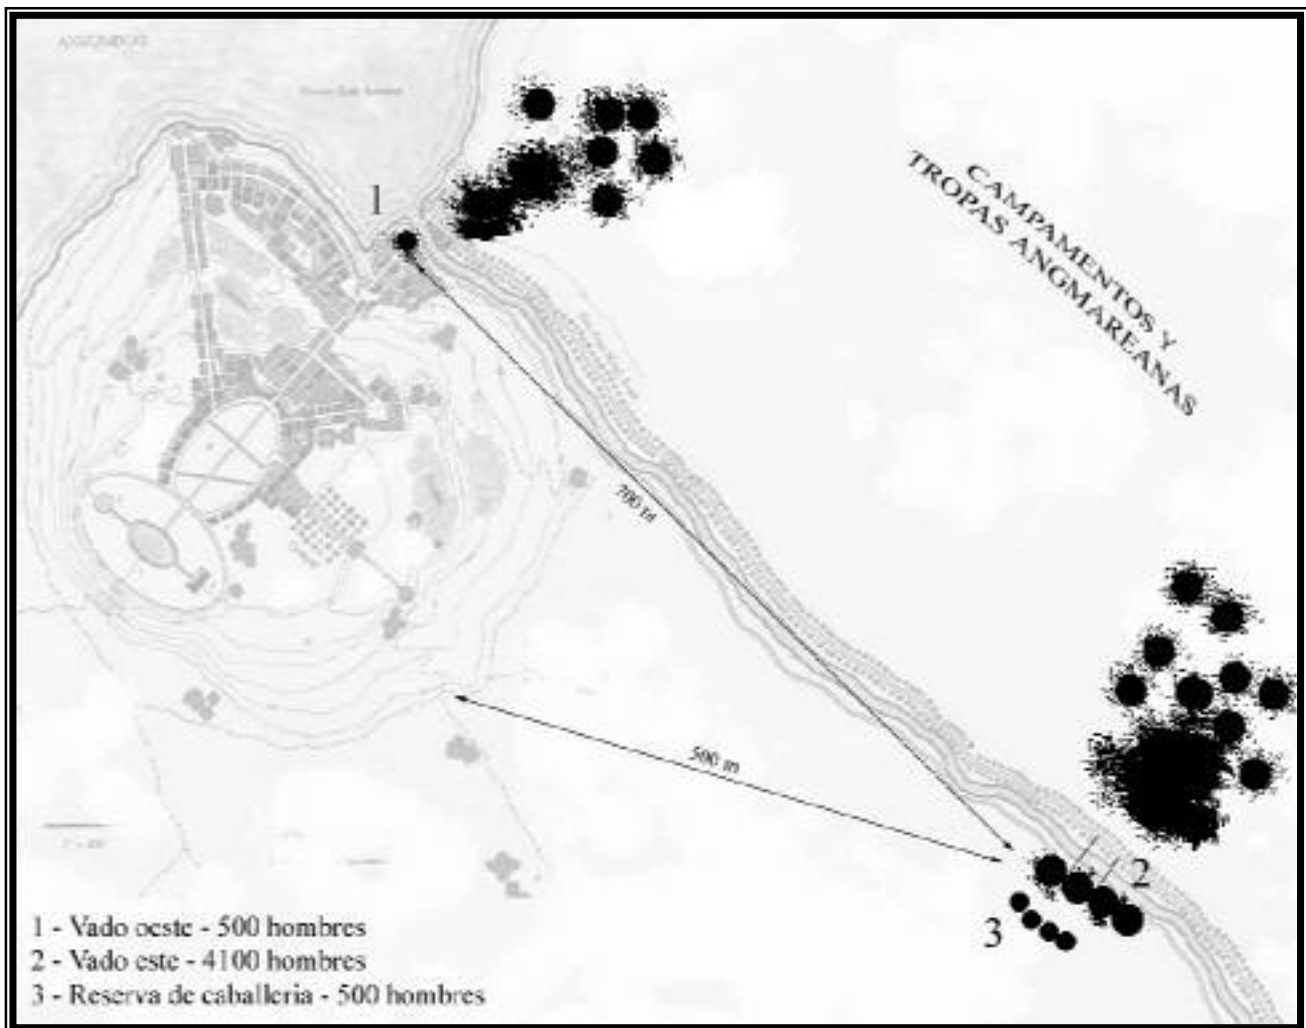 1
CAMPAMENTOS Y
TROPAS ANGMAREANAS
700 m
500 m
2
3
1 - Vado oeste - 500 hombres
2 - Vado este - 4100 hombres
3 - Reserva de caballeria - 500 hombres